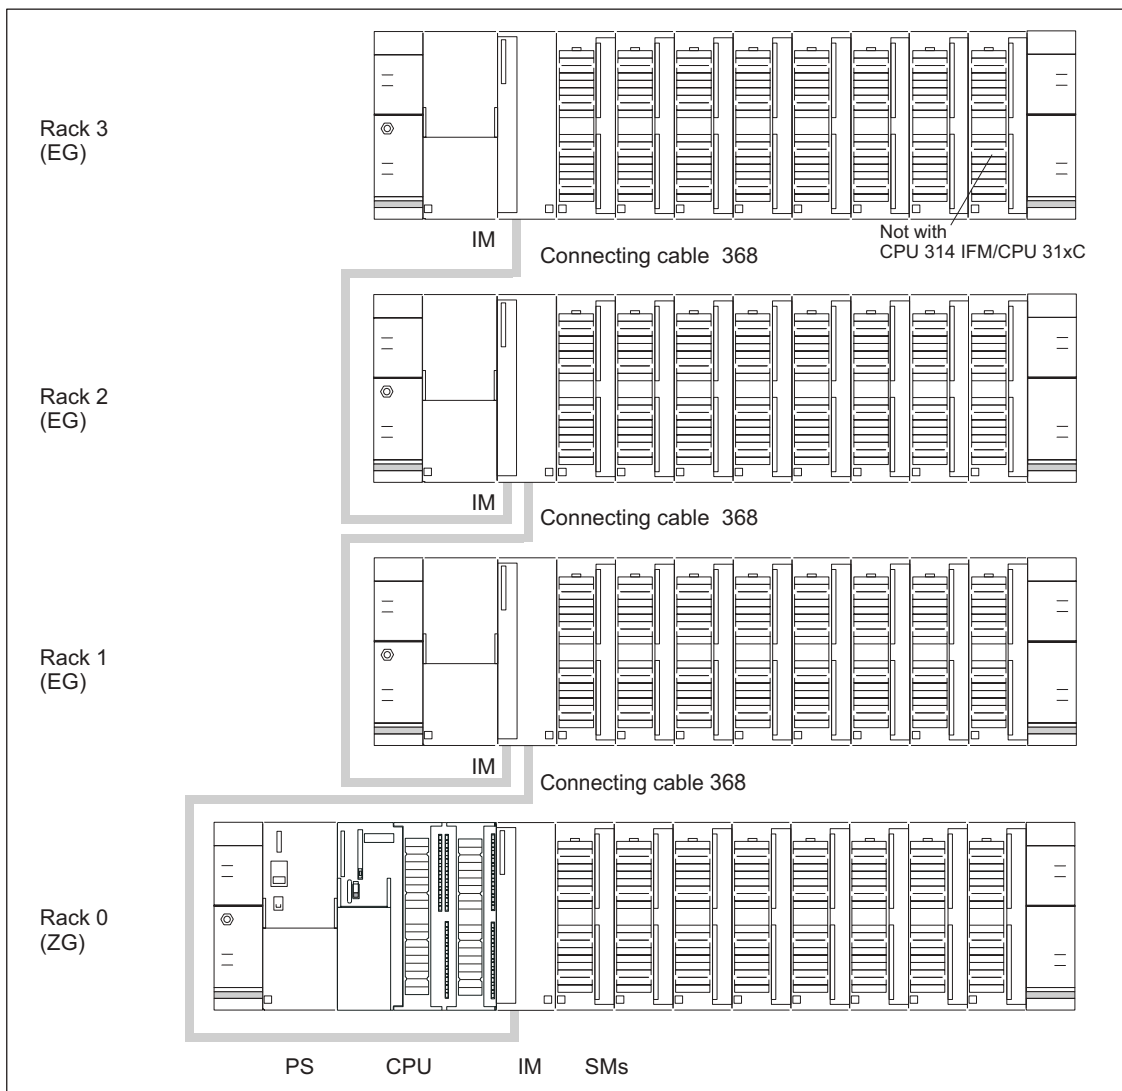 Rack 3
(EG)
IM
Connecting cable 368
Not with
CPU 314 IFM/CPU 31xC
Rack 2
(EG)
IM
Connecting cable 368
Rack 1
(EG)
IM
Connecting cable 368
Rack 0
(ZG)
PS CPU IM SMs